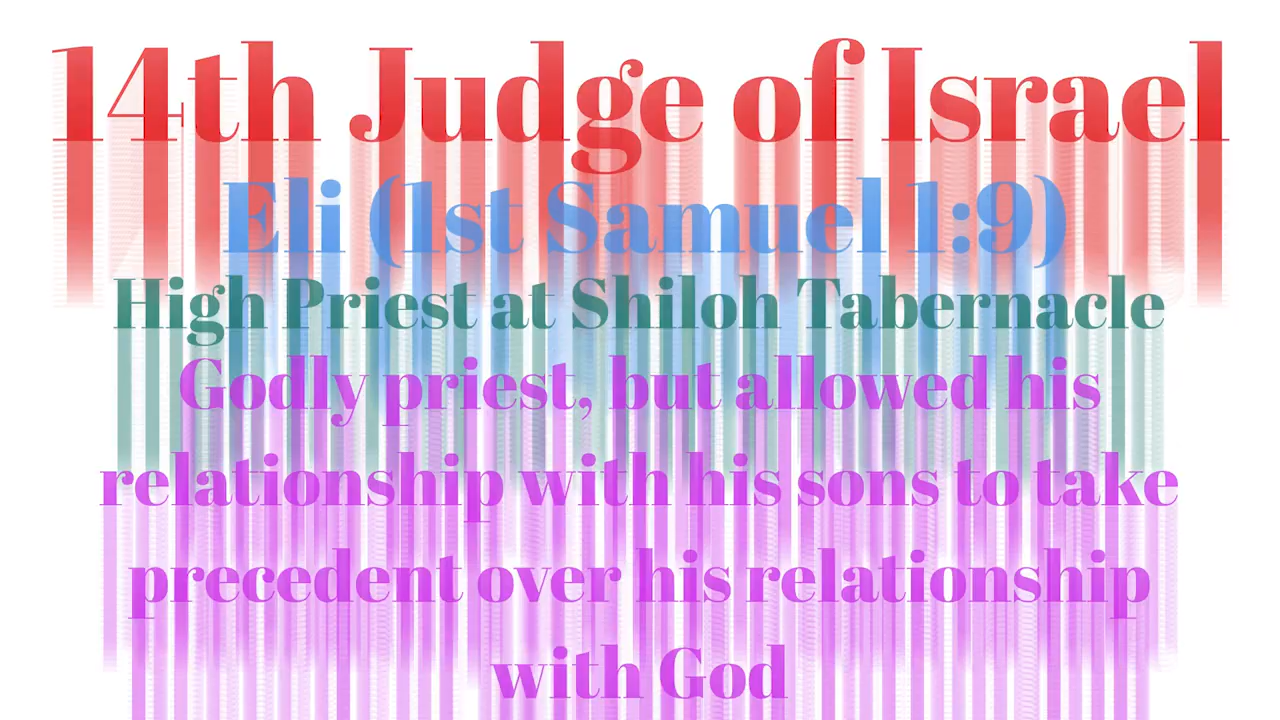 14th Judge of Israel
Eli (1st Samuel 1:9)
High Priest at Shiloh Tabernacle
Godly priest, but allowed his
relationship with his sons to take
precedent over his relationship
with God